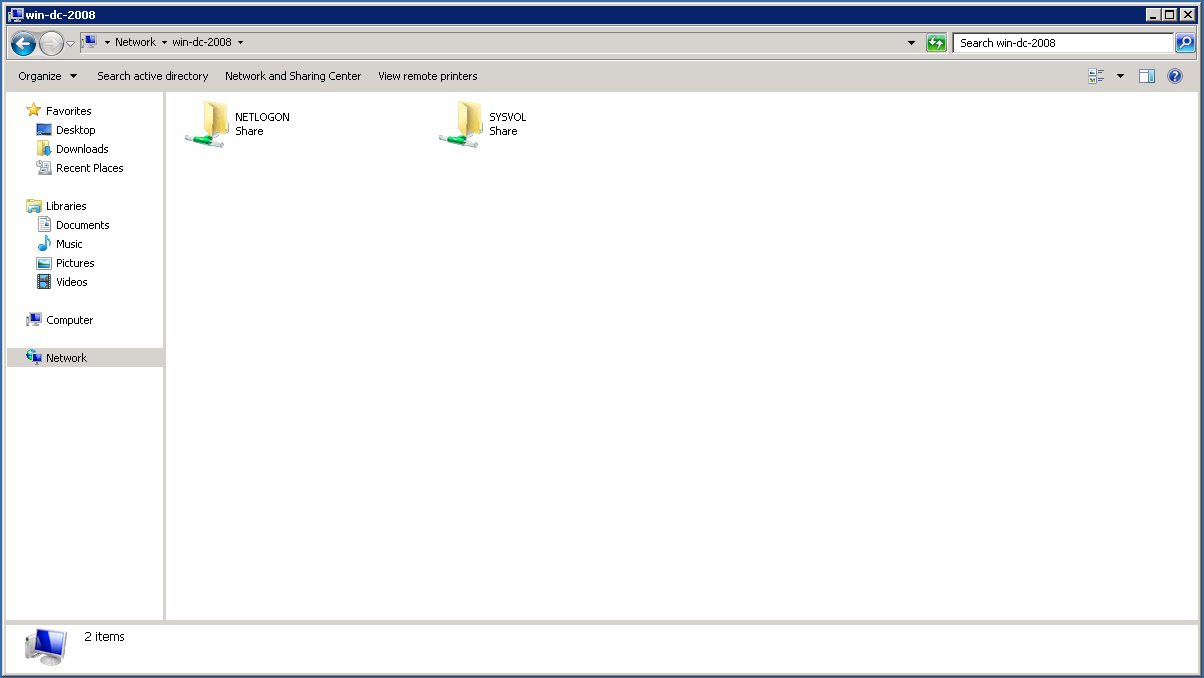 win-dc-2008
Network win-dc-2008
Search win-dc-2008
Organize Search active directory Network and Sharing Center View remote printers
Favorites
Desktop
Downloads
Recent Places
Libraries
Documents
Music
Pictures
Videos
Computer
Network
NETLOGON
Share
SYSVOL
Share
2 items